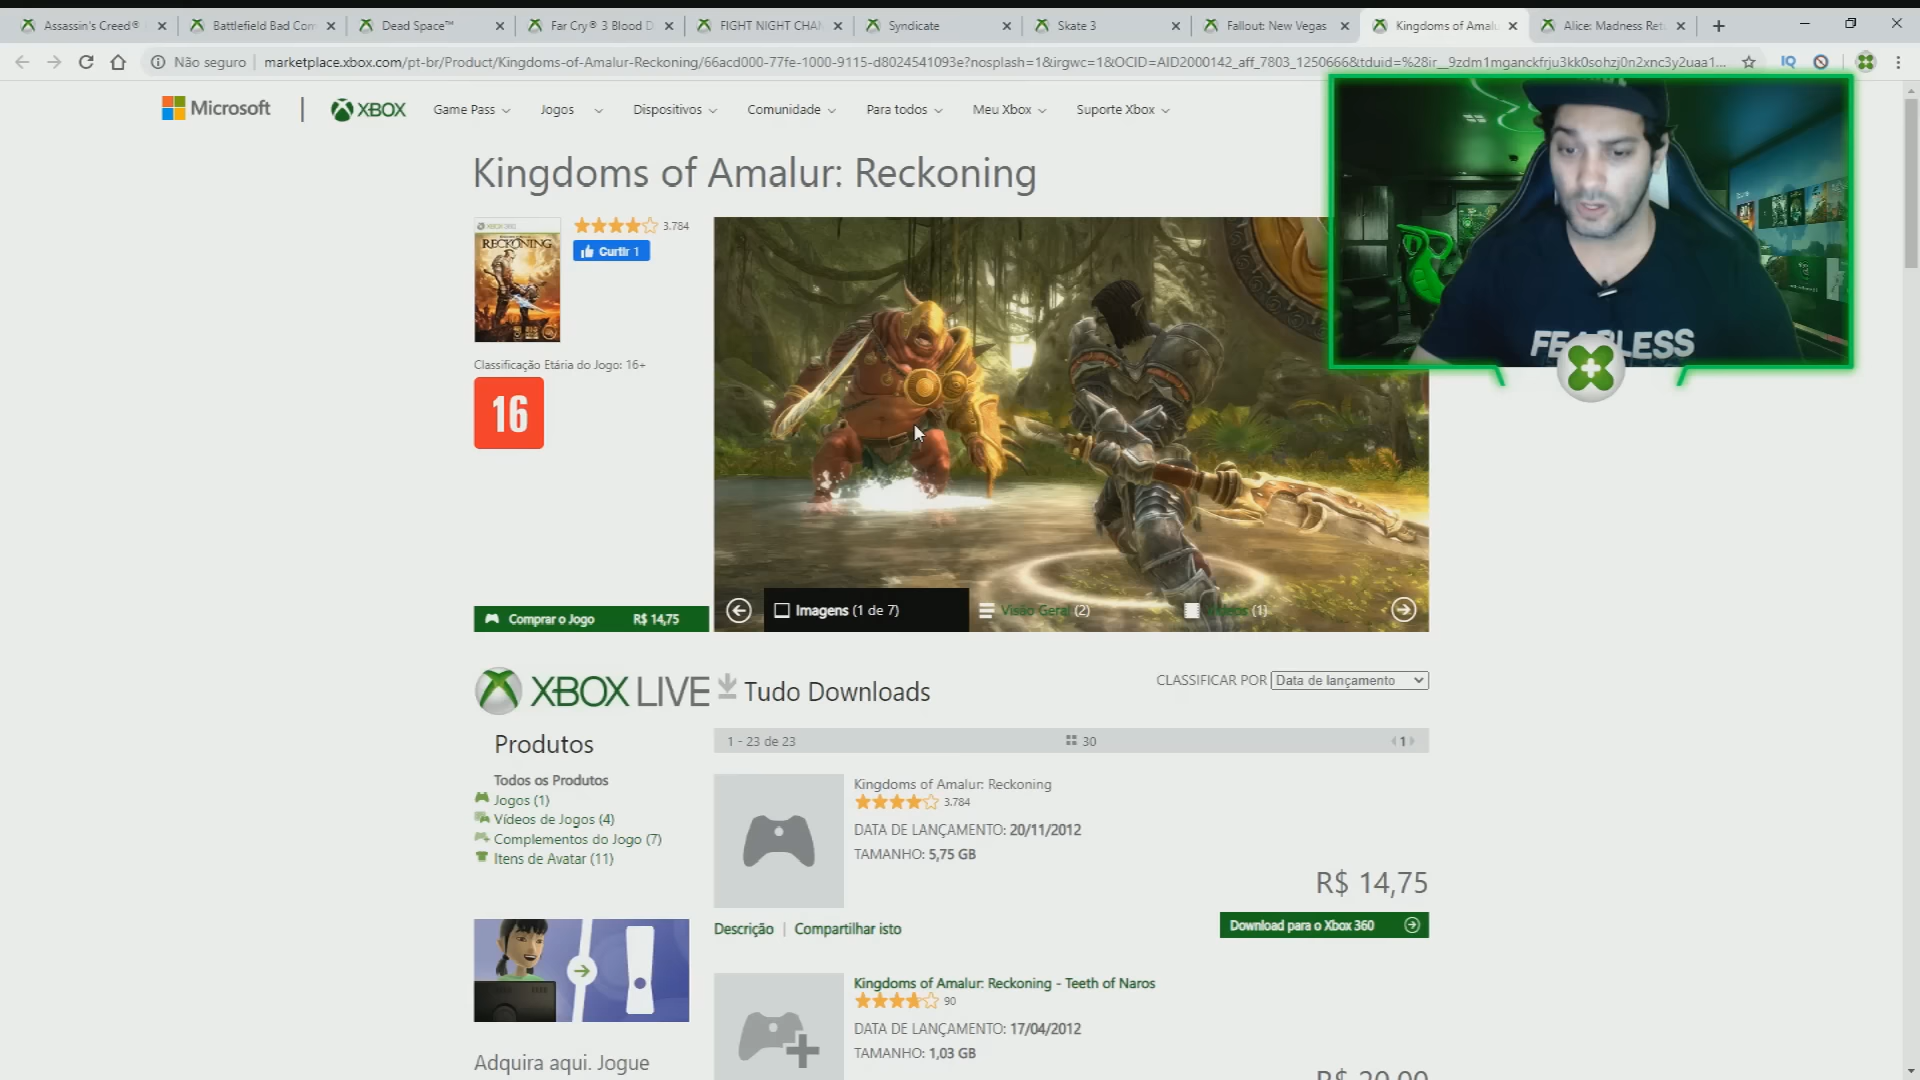 Assassin's Creed®
Battlefield Bad Com
Dead Space™
Far Cry® 3 Blood D
FIGHT NIGHT CHA
Syndicate
Skate 3
Fallout: New Vegas
Kingdoms of Amalu
Alice: Madness Ret
Não seguro
marketplace.xbox.com/pt-br/Product/Kingdoms-of-Amalur-Reckoning/66acd000-77fe-1000-9115-d8024541093e?nosplash=1&irgwc=1&OCID=AID2000142_aff_7803_1250666&tduid=%28ir__9zdm1mganckfrju3kk0sohzj0n2xnc3y2uaa1...
IQ
Microsoft
XBOX
Game Pass
Jogos
Dispositivos
Comunidade
Para todos
Meu Xbox
Suporte Xbox
Kingdoms of Amalur: Reckoning
XBOX 360
RECKONING
3.784
Curtir 1
Classificação Etária do Jogo: 16+
16
FEARLESS
Comprar o Jogo R$ 14,75
Imagens (1 de 7)
Visão Geral (2)
Vídeos (1)
XBOX LIVE
Tudo Downloads
CLASSIFICAR POR Data de lançamento
Produtos
1 - 23 de 23
30
1
Todos os Produtos
Jogos (1)
Vídeos de Jogos (4)
Complementos do Jogo (7)
Itens de Avatar (11)
Kingdoms of Amalur: Reckoning
3.784
DATA DE LANÇAMENTO: 20/11/2012
TAMANHO: 5,75 GB
R$ 14,75
Descrição | Compartilhar isto
Download para o Xbox 360
Kingdoms of Amalur: Reckoning - Teeth of Naros
90
DATA DE LANÇAMENTO: 17/04/2012
TAMANHO: 1,03 GB
R$ 20,00
Adquira aqui. Jogue